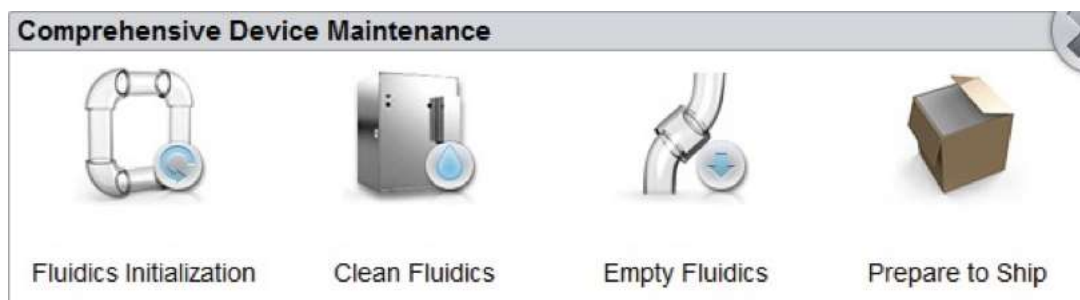 Comprehensive Device Maintenance
Fluidics Initialization
Clean Fluidics
Empty Fluidics
Prepare to Ship